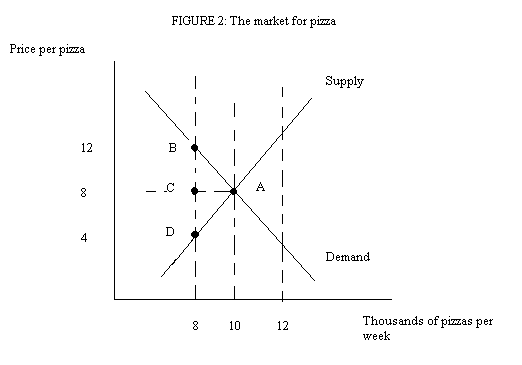 FIGURE 2: The market for pizza
Price per pizza
Supply
12
B
8
C
A
4
D
Demand
8 10 12
Thousands of pizzas per
week